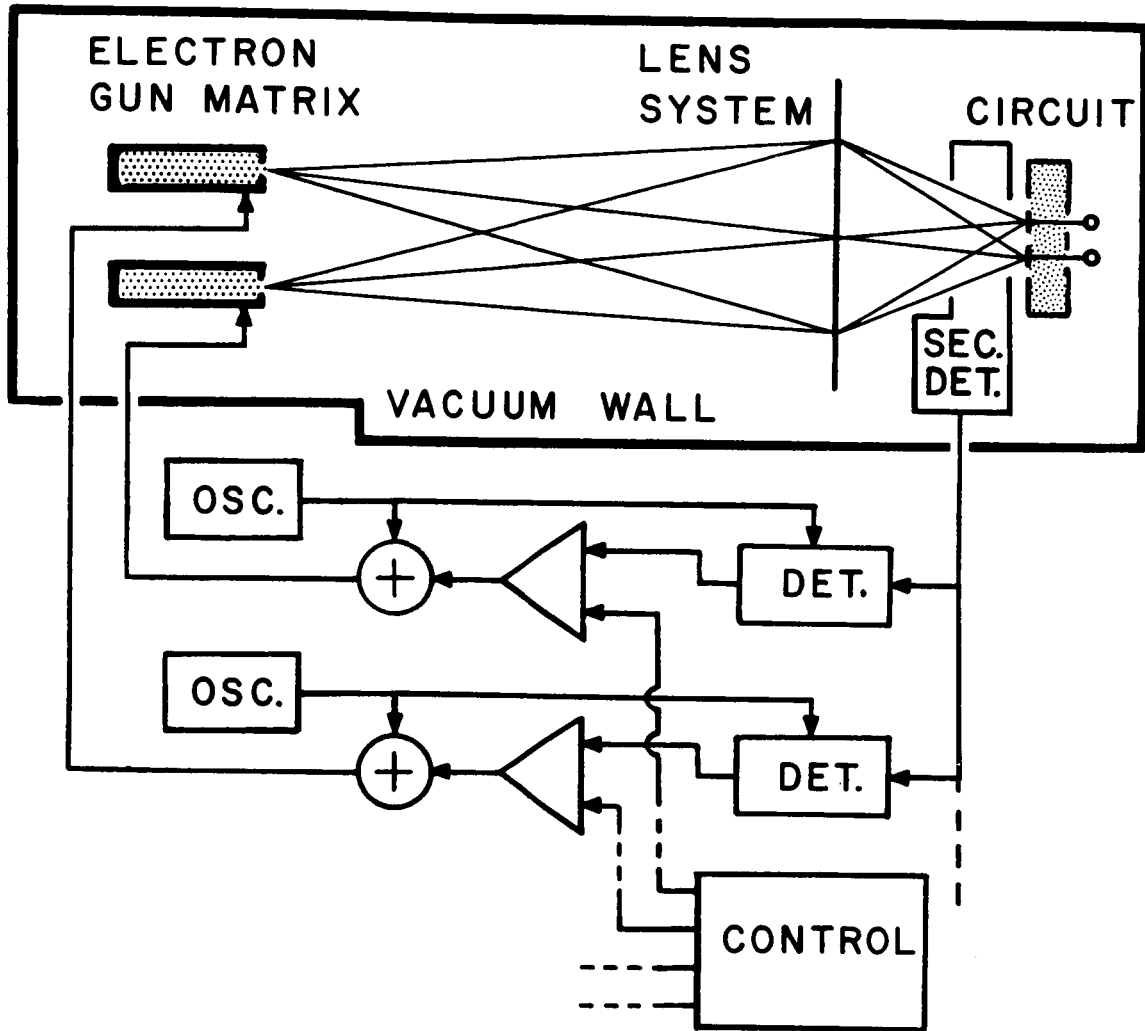 ELECTRON
GUN MATRIX
LENS
SYSTEM
CIRCUIT
SEC.
DET.
VACUUM WALL
OSC.
+
DET.
OSC.
+
DET.
CONTROL